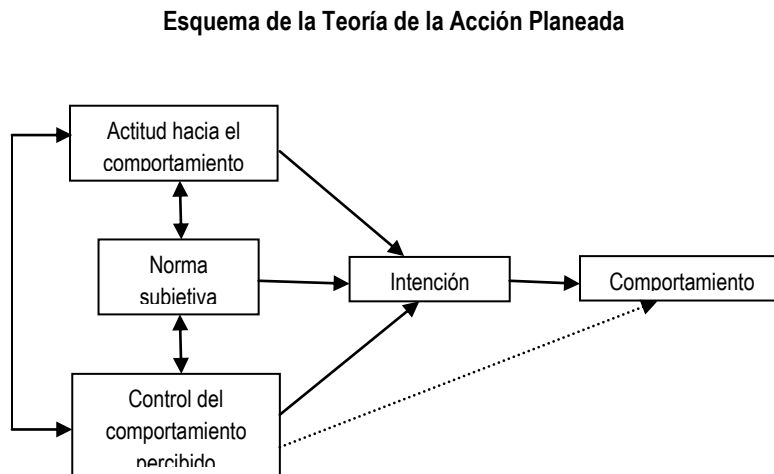 Esquema de la Teoría de la Acción Planeada
Actitud hacia el
comportamiento
Norma
subjetiva
Intención
Comportamiento
Control del
comportamiento
percibido